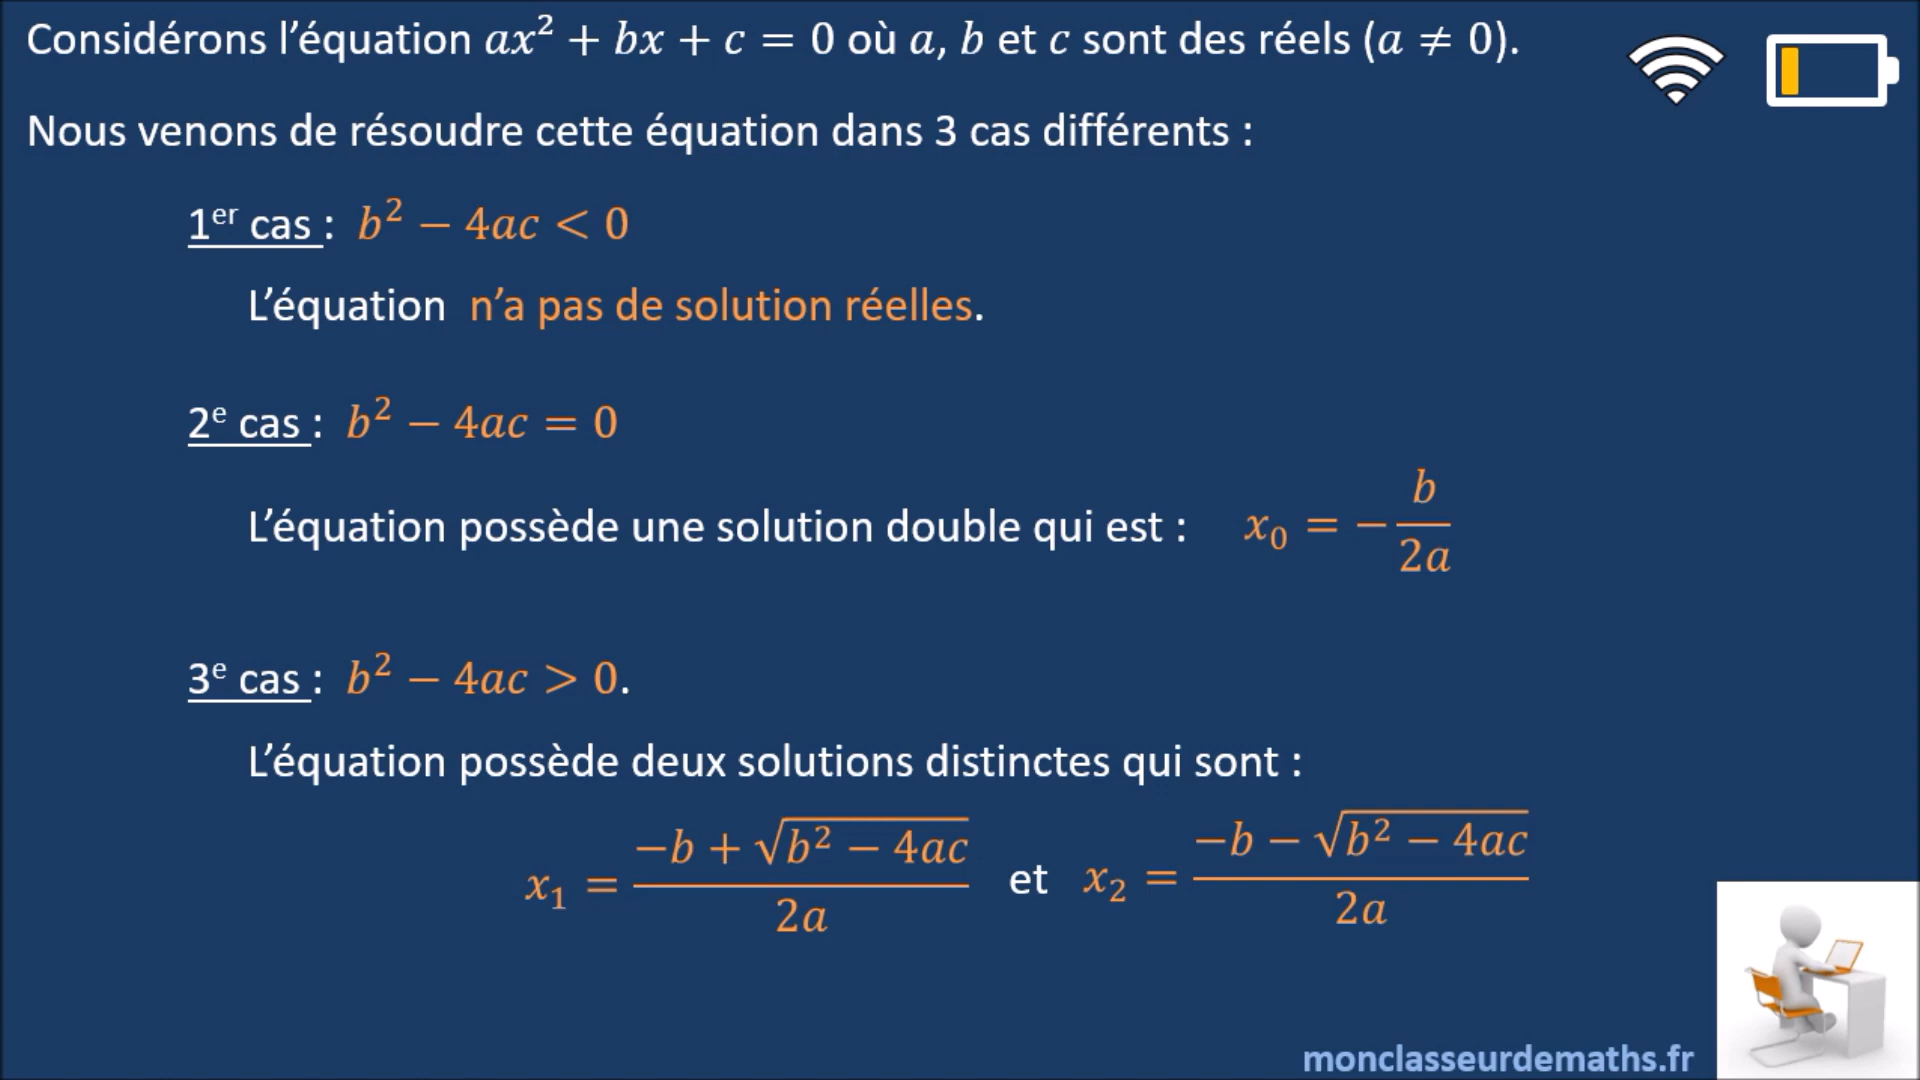 Considérons l’équation ax² + bx + c = 0 où a, b et c sont des réels (a ≠ 0).
Nous venons de résoudre cette équation dans 3 cas différents :
1er cas : b² − 4ac < 0
L’équation n’a pas de solution réelles.
2e cas : b² − 4ac = 0
L’équation possède une solution double qui est : x₀ = −b/2a
3e cas : b² − 4ac > 0.
L’équation possède deux solutions distinctes qui sont :
x₁ = (−b + √(b² − 4ac))/2a et x₂ = (−b − √(b² − 4ac))/2a
monclasseurdemaths.fr